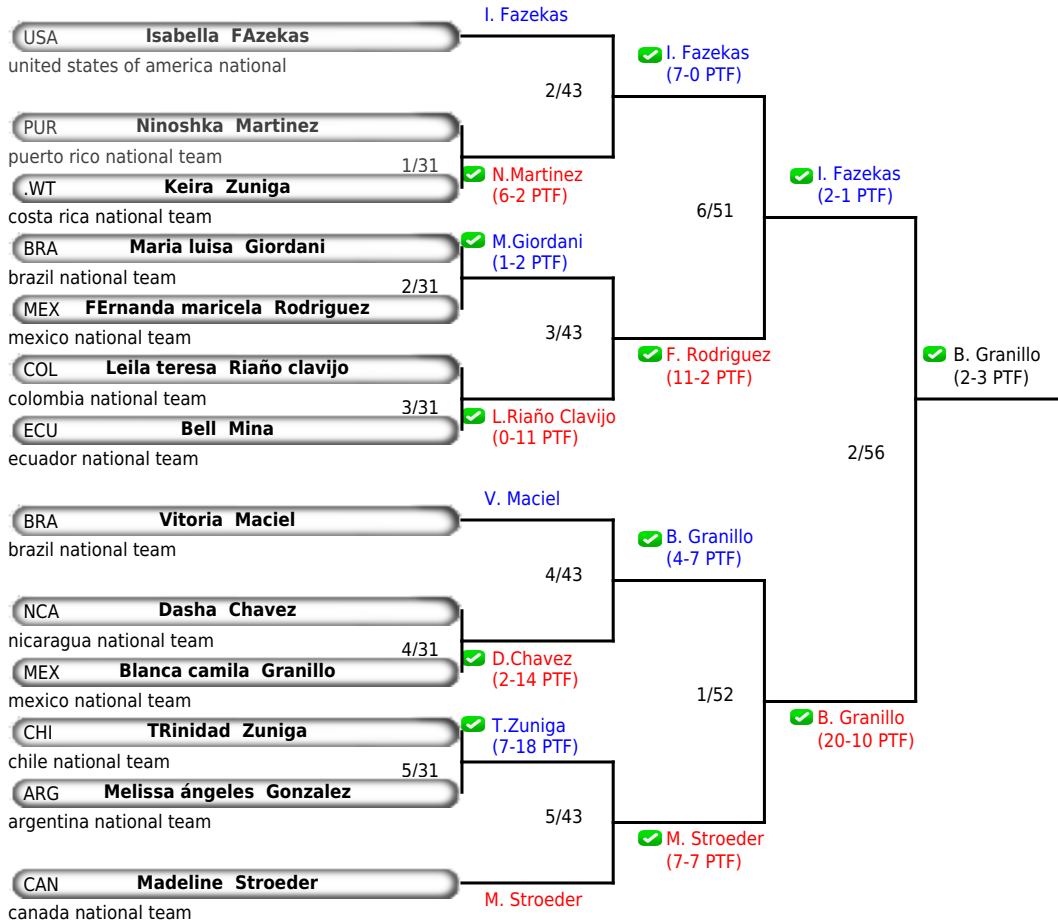 I. Fazekas
USA Isabella FAzekas
united states of america national
2/43
I. Fazekas
(7-0 PTF)
PUR Ninoshka Martinez
puerto rico national team
1/31
.WT Keira Zuniga
costa rica national team
N.Martinez
(6-2 PTF)
6/51
I. Fazekas
(2-1 PTF)
BRA Maria luisa Giordani
brazil national team
2/31
M.Giordani
(1-2 PTF)
MEX FErnanda maricela Rodriguez
mexico national team
3/43
F. Rodriguez
(11-2 PTF)
COL Leila teresa Riaño clavijo
colombia national team
3/31
ECU Bell Mina
ecuador national team
L.Riaño Clavijo
(0-11 PTF)
B. Granillo
(2-3 PTF)
2/56
V. Maciel
BRA Vitoria Maciel
brazil national team
4/43
B. Granillo
(4-7 PTF)
NCA Dasha Chavez
nicaragua national team
4/31
MEX Blanca camila Granillo
mexico national team
D.Chavez
(2-14 PTF)
1/52
B. Granillo
(20-10 PTF)
CHI TRinidad Zuniga
chile national team
5/31
T.Zuniga
(7-18 PTF)
ARG Melissa ángeles Gonzalez
argentina national team
5/43
M. Stroeder
(7-7 PTF)
CAN Madeline Stroeder
canada national team
M. Stroeder